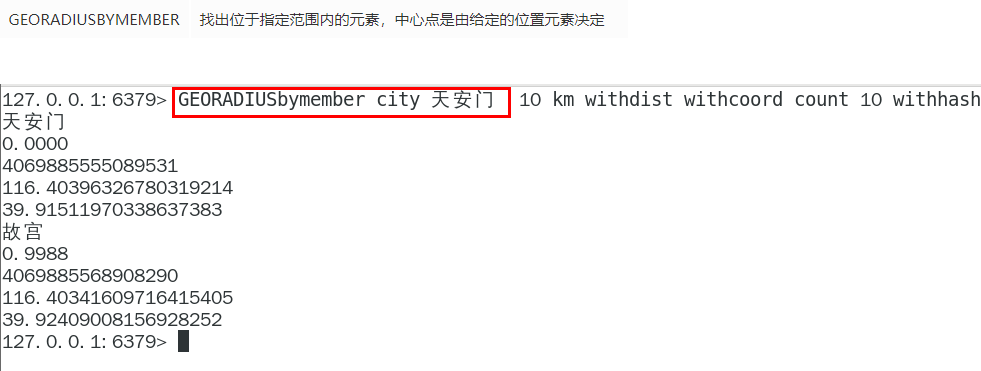 GEORADIUSBYMEMBER 找出位于指定范围内的元素，中心点是由给定的位置元素决定
127.0.0.1:6379> GEORADIUSbymember city 天安门 10 km withdist withcoord count 10 withhash
天安门
0.0000
4069885555089531
116.40396326780319214
39.91511970338637383
故宫
0.9988
4069885568908290
116.40341609716415405
39.92409008156928252
127.0.0.1:6379>